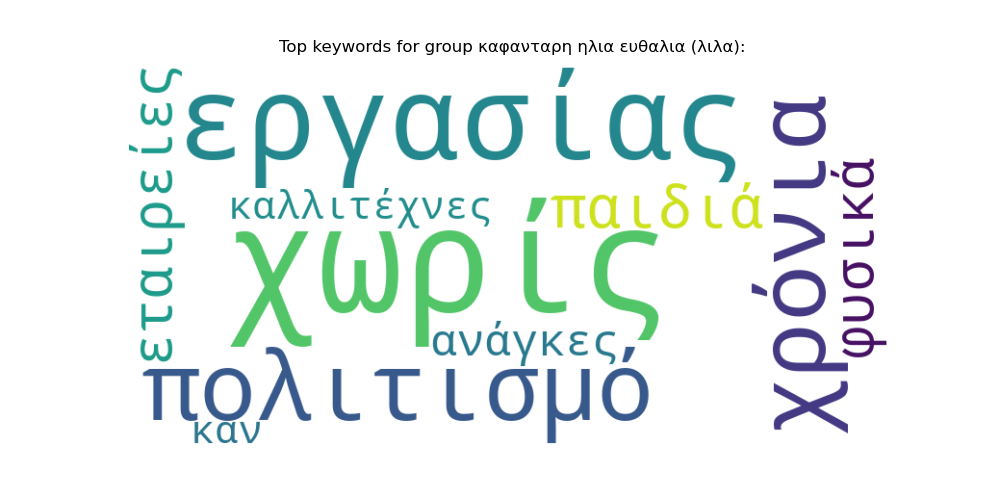 Top keywords for group καφανταρη ηλια ευθαλια (λιλα):
εταιρείες
εργασίας
χρόνια
φυσικά
καλλιτέχνες
παιδιά
χωρίς
ανάγκες
πολιτισμό
καν